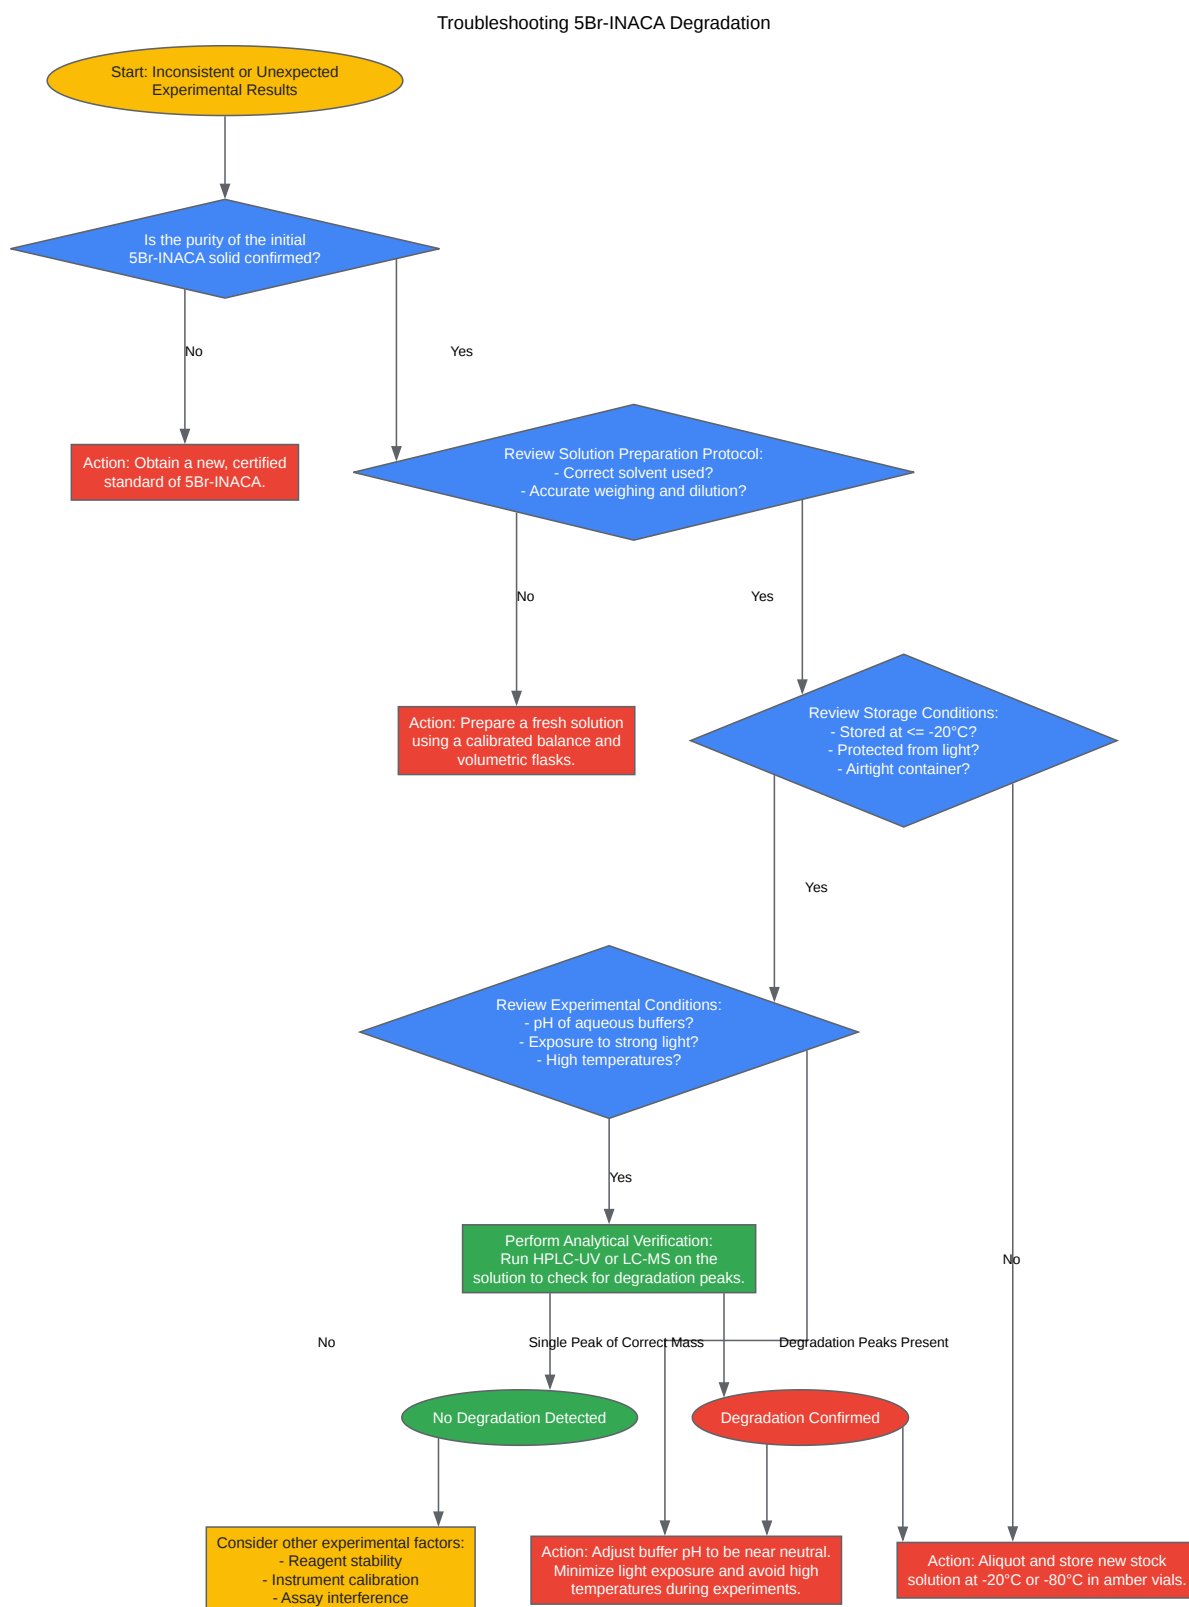 Troubleshooting 5Br-INACA Degradation
Start: Inconsistent or Unexpected
Experimental Results
Is the purity of the initial
5Br-INACA solid confirmed?
No
Yes
Action: Obtain a new, certified
standard of 5Br-INACA.
Review Solution Preparation Protocol:
- Correct solvent used?
- Accurate weighing and dilution?
No
Yes
Action: Prepare a fresh solution
using a calibrated balance and
volumetric flasks.
Review Storage Conditions:
- Stored at <= -20°C?
- Protected from light?
- Airtight container?
Yes
Review Experimental Conditions:
- pH of aqueous buffers?
- Exposure to strong light?
- High temperatures?
Yes
Perform Analytical Verification:
Run HPLC-UV or LC-MS on the
solution to check for degradation peaks.
No
No
Single Peak of Correct Mass
Degradation Peaks Present
No Degradation Detected
Degradation Confirmed
Consider other experimental factors:
- Reagent stability
- Instrument calibration
- Assay interference
Action: Adjust buffer pH to be near neutral.
Minimize light exposure and avoid high
temperatures during experiments.
Action: Aliquot and store new stock
solution at -20°C or -80°C in amber vials.